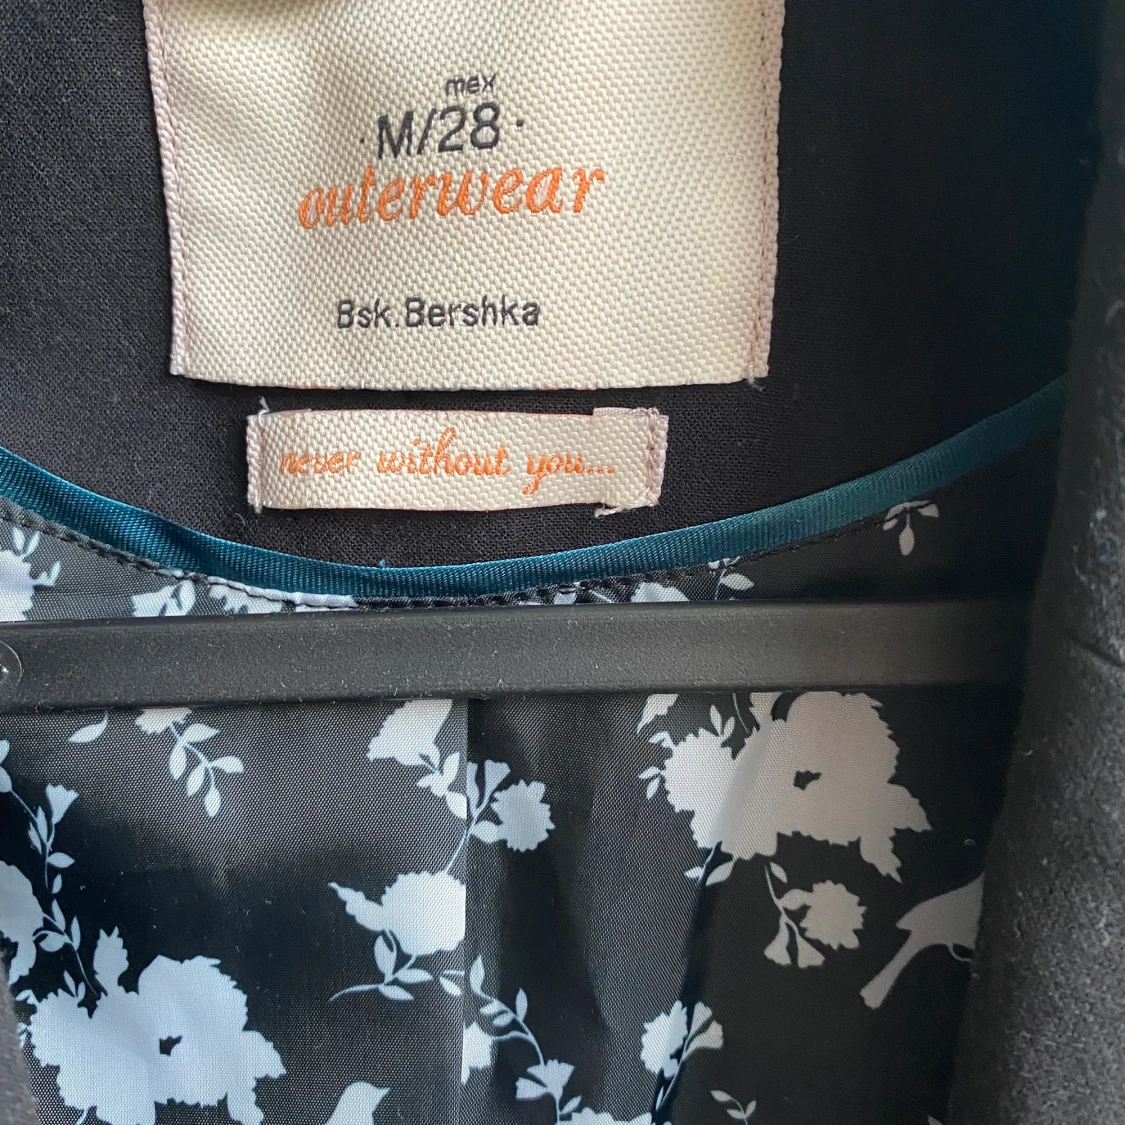 mex
·M/28·
outerwear
Bsk.Bershka
never without you...